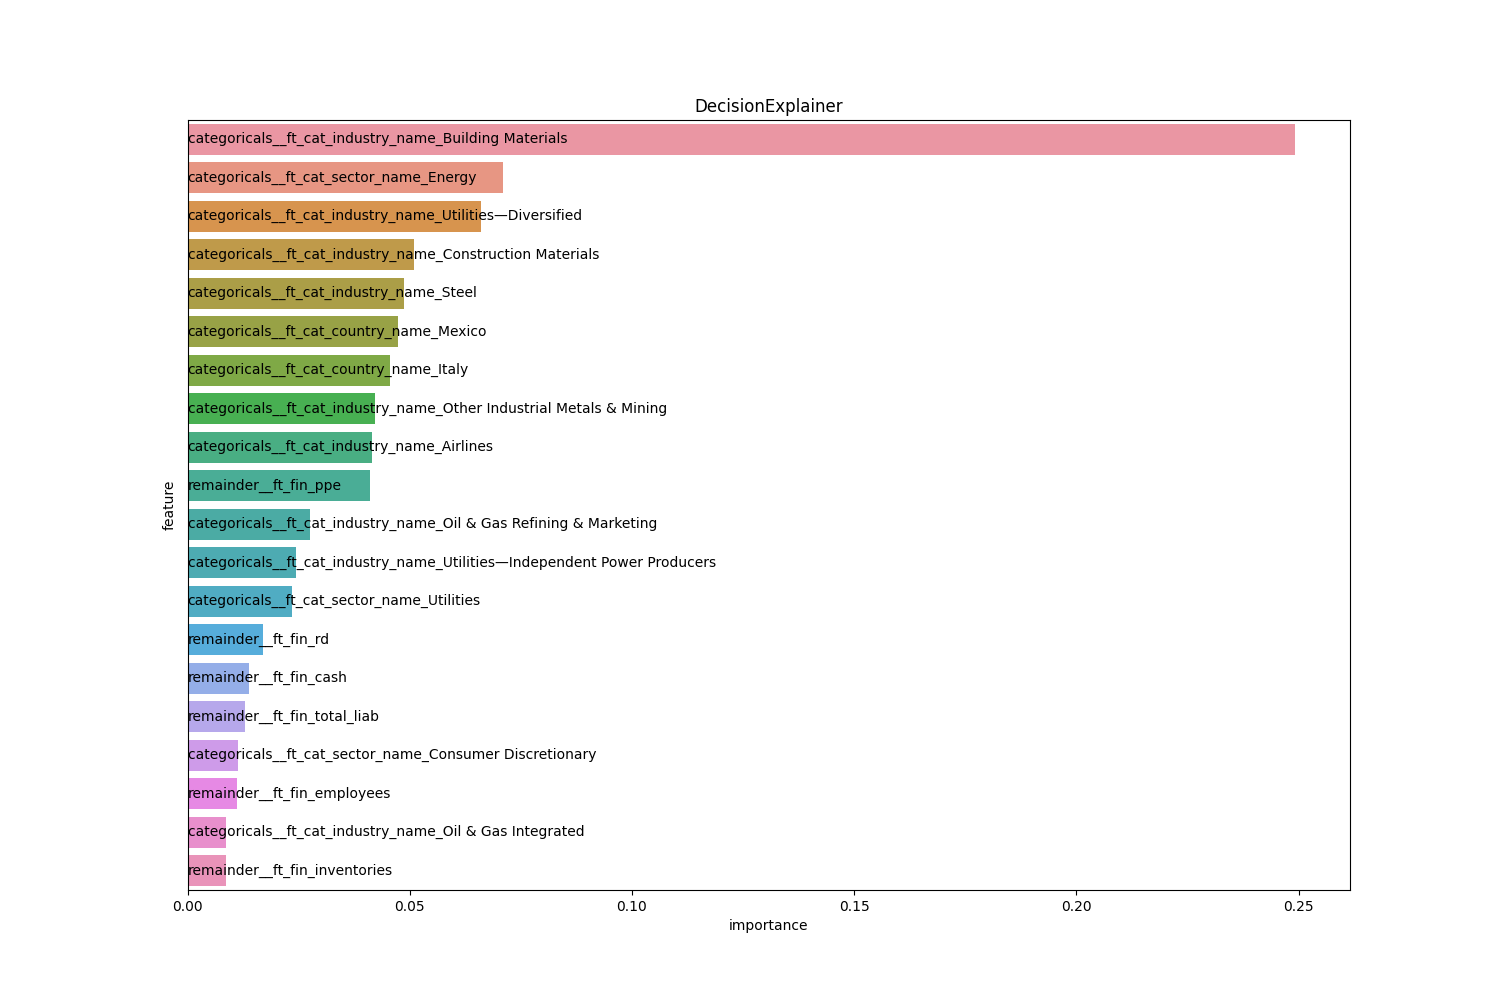 DecisionExplainer
categoricals__ft_cat_industry_name_Building Materials
categoricals__ft_cat_sector_name_Energy
categoricals__ft_cat_industry_name_Utilities—Diversified
categoricals__ft_cat_industry_name_Construction Materials
categoricals__ft_cat_industry_name_Steel
categoricals__ft_cat_country_name_Mexico
categoricals__ft_cat_country_name_Italy
categoricals__ft_cat_industry_name_Other Industrial Metals & Mining
categoricals__ft_cat_industry_name_Airlines
remainder__ft_fin_ppe
categoricals__ft_cat_industry_name_Oil & Gas Refining & Marketing
categoricals__ft_cat_industry_name_Utilities—Independent Power Producers
categoricals__ft_cat_sector_name_Utilities
remainder__ft_fin_rd
remainder__ft_fin_cash
remainder__ft_fin_total_liab
categoricals__ft_cat_sector_name_Consumer Discretionary
remainder__ft_fin_employees
categoricals__ft_cat_industry_name_Oil & Gas Integrated
remainder__ft_fin_inventories
feature
0.00 0.05 0.10 0.15 0.20 0.25
importance